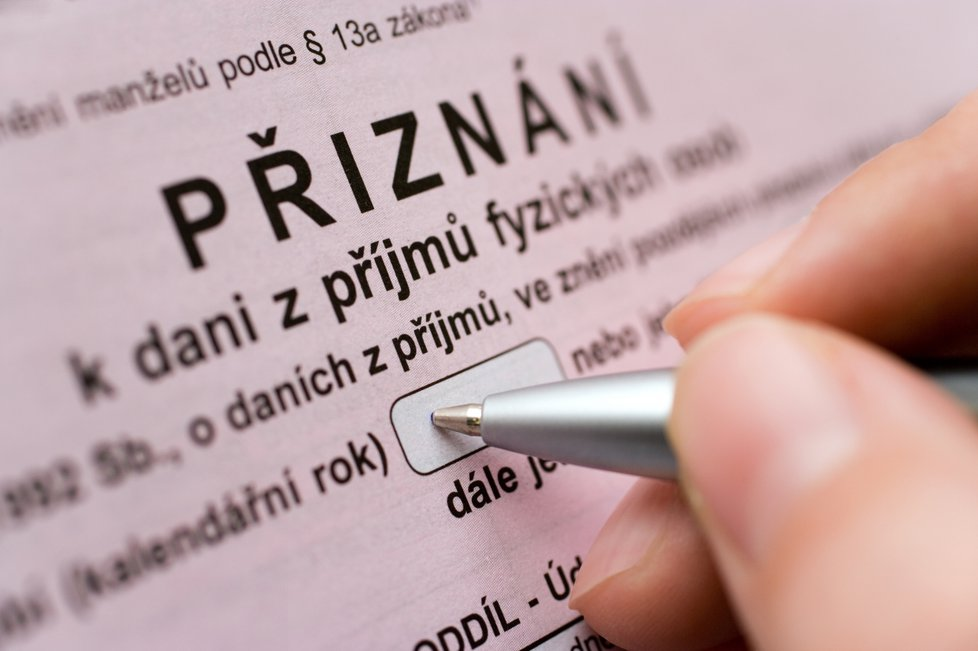 manželů podle § 13a zákona
PŘIZNÁNÍ
k dani z příjmů fyzických osob
Sb., o daních z příjmů, ve znění
(kalendářní rok)
nebo
dále
ODDÍL -